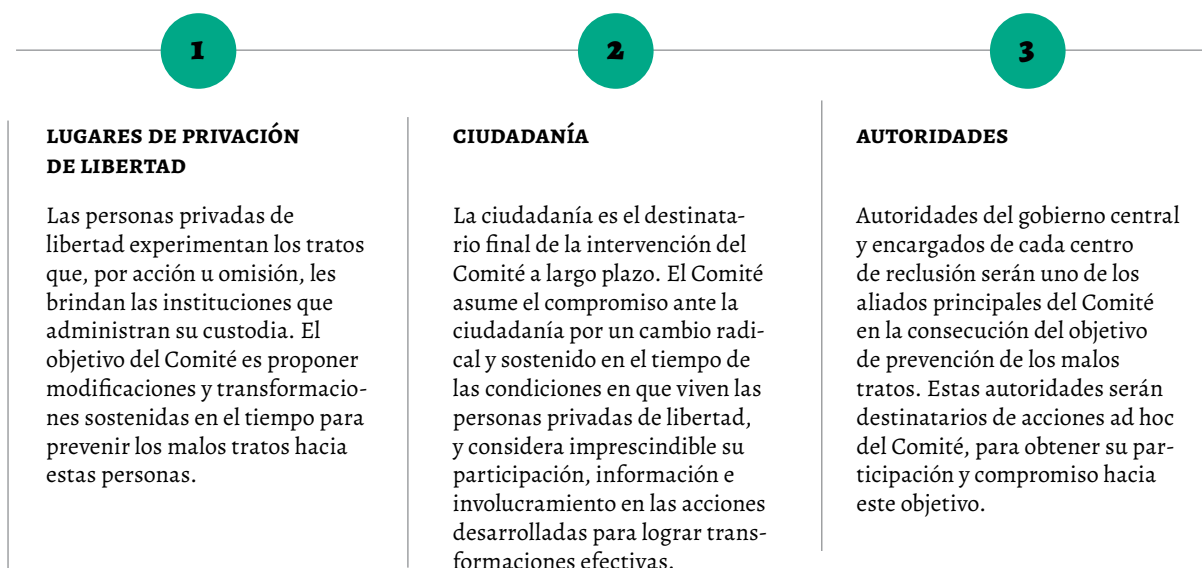 1
LUGARES DE PRIVACIÓN
DE LIBERTAD
Las personas privadas de
libertad experimentan los tratos
que, por acción u omisión, les
brindan las instituciones que
administran su custodia. El
objetivo del Comité es proponer
modificaciones y transformacio-
nes sostenidas en el tiempo para
prevenir los malos tratos hacia
estas personas.
2
CIUDADANÍA
La ciudadanía es el destinata-
rio final de la intervención del
Comité a largo plazo. El Comité
asume el compromiso ante la
ciudadanía por un cambio radi-
cal y sostenido en el tiempo de
las condiciones en que viven las
personas privadas de libertad,
y considera imprescindible su
participación, información e
involucramiento en las acciones
desarrolladas para lograr trans-
formaciones efectivas.
3
AUTORIDADES
Autoridades del gobierno central
y encargados de cada centro
de reclusión serán uno de los
aliados principales del Comité
en la consecución del objetivo
de prevención de los malos
tratos. Estas autoridades serán
destinatarios de acciones ad hoc
del Comité, para obtener su par-
ticipación y compromiso hacia
este objetivo.